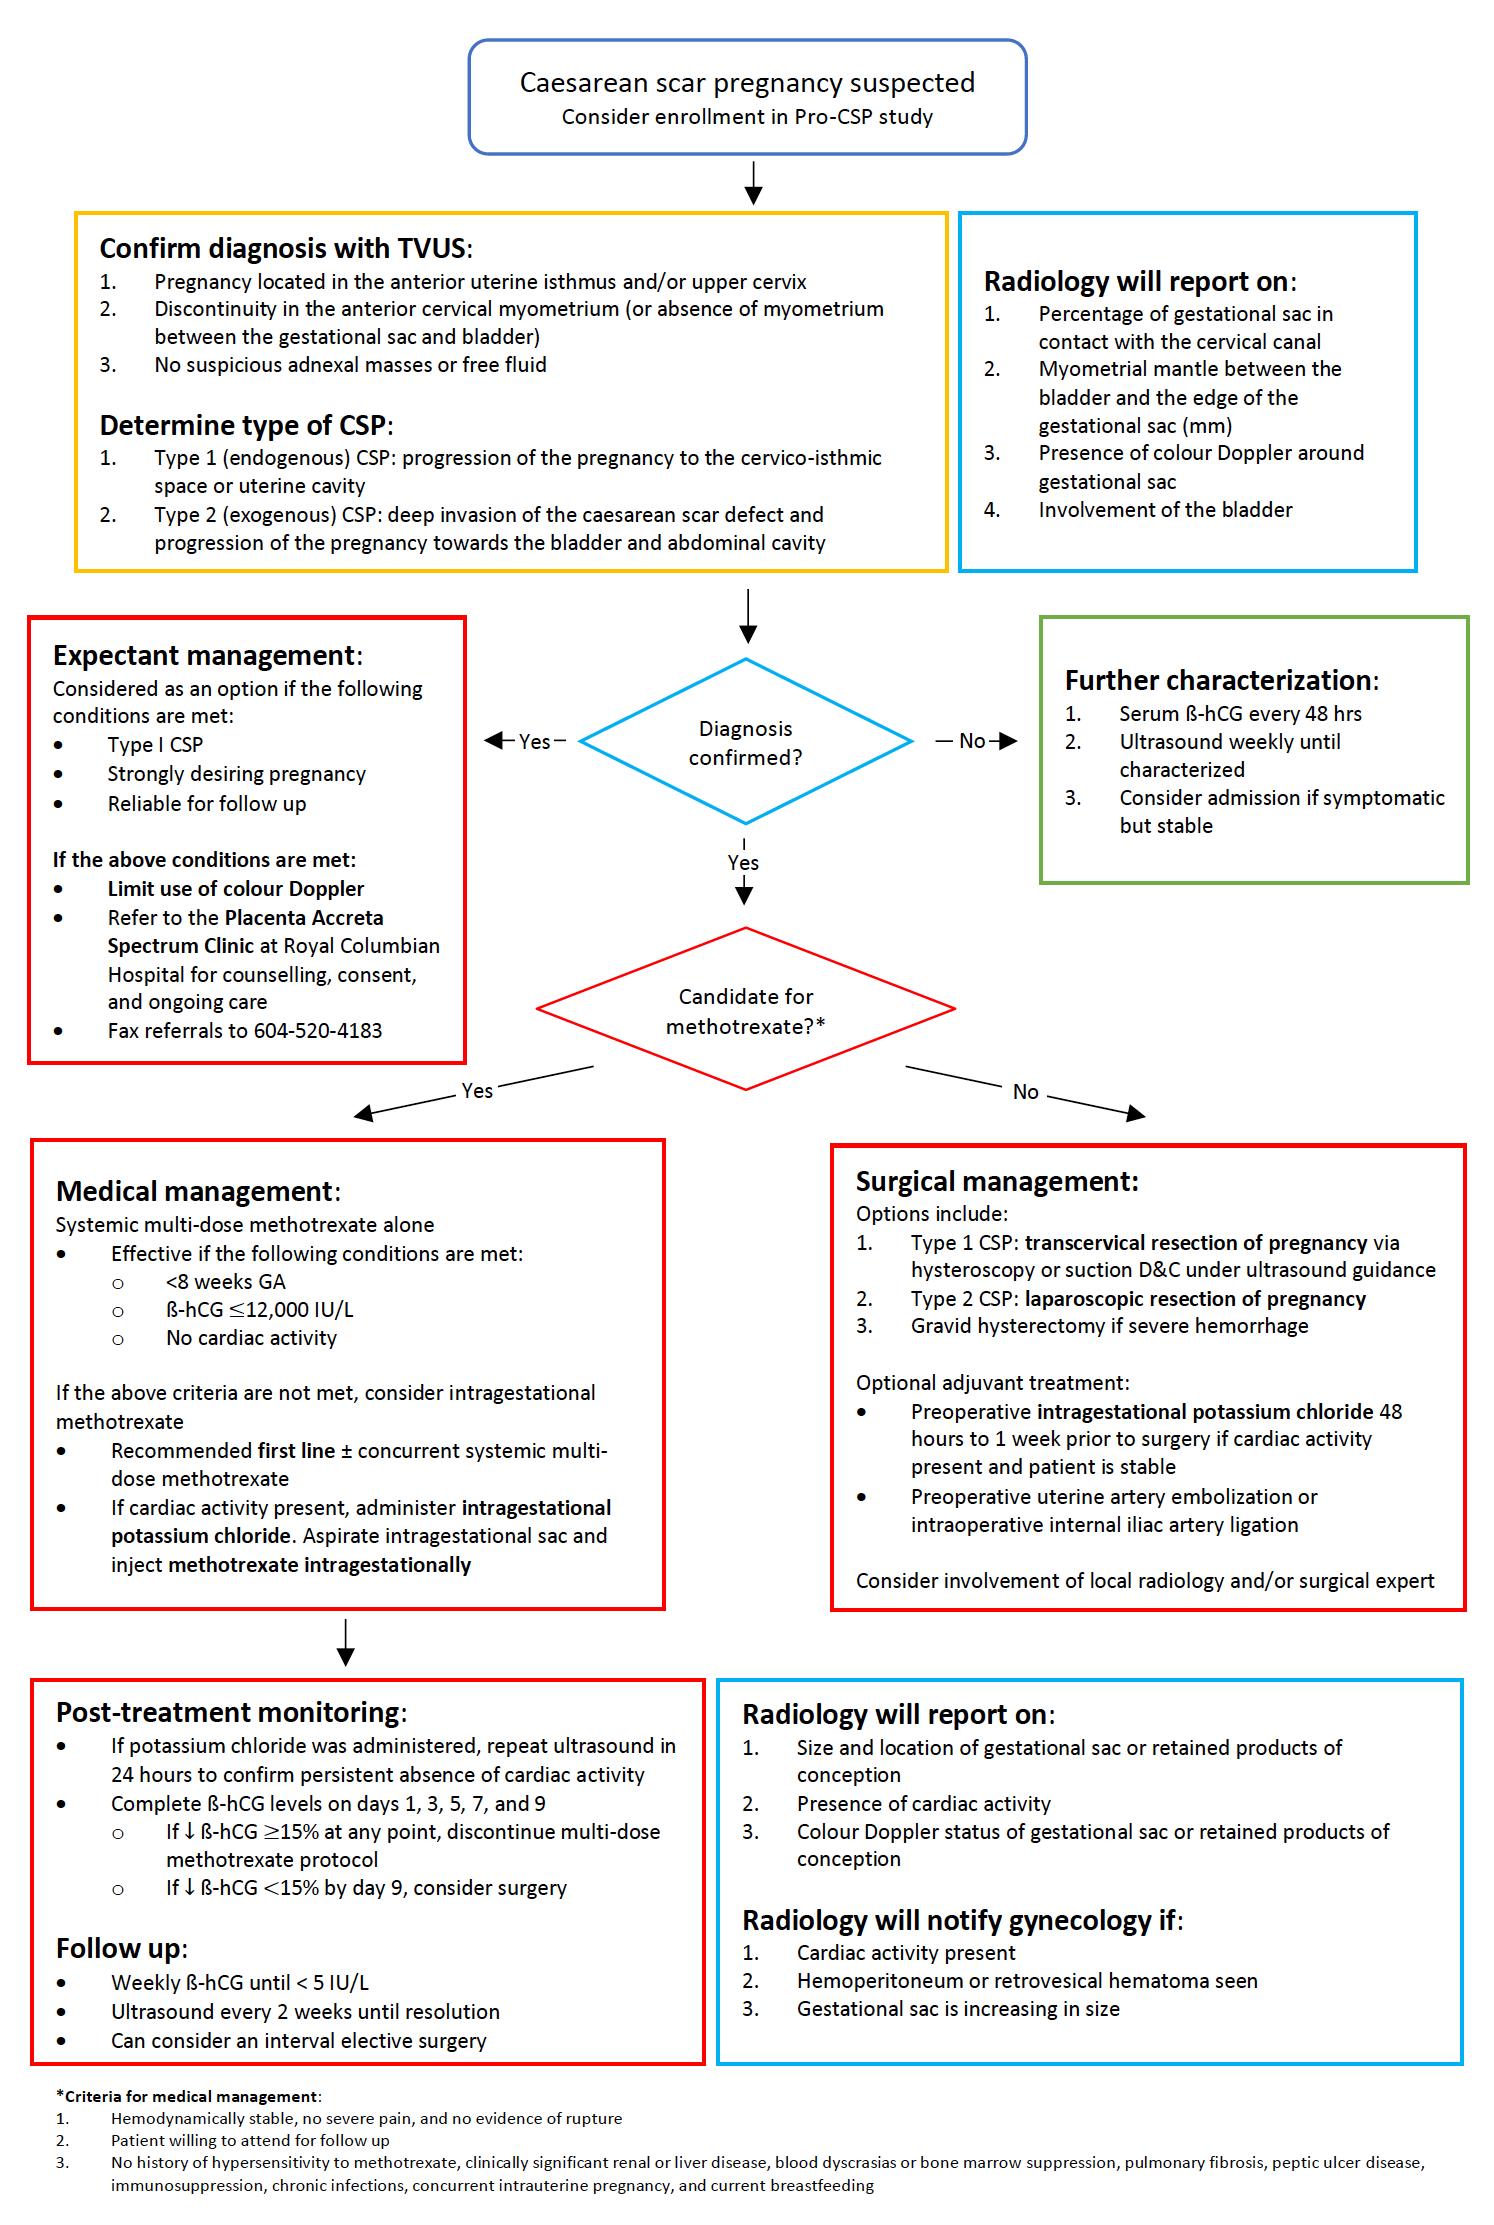 Caesarean scar pregnancy suspected
Consider enrollment in Pro-CSP study
Confirm diagnosis with TVUS:
1. Pregnancy located in the anterior uterine isthmus and/or upper cervix
2. Discontinuity in the anterior cervical myometrium (or absence of myometrium
between the gestational sac and bladder)
3. No suspicious adnexal masses or free fluid
Determine type of CSP:
1. Type 1 (endogenous) CSP: progression of the pregnancy to the cervico-isthmic
space or uterine cavity
2. Type 2 (exogenous) CSP: deep invasion of the caesarean scar defect and
progression of the pregnancy towards the bladder and abdominal cavity
Radiology will report on:
1. Percentage of gestational sac in
contact with the cervical canal
2. Myometrial mantle between the
bladder and the edge of the
gestational sac (mm)
3. Presence of colour Doppler around
gestational sac
4. Involvement of the bladder
Expectant management:
Considered as an option if the following
conditions are met:
• Type I CSP
• Strongly desiring pregnancy
• Reliable for follow up
If the above conditions are met:
• Limit use of colour Doppler
• Refer to the Placenta Accreta
Spectrum Clinic at Royal Columbian
Hospital for counselling, consent,
and ongoing care
• Fax referrals to 604-520-4183
Yes
Diagnosis
confirmed?
No
Further characterization:
1. Serum ß-hCG every 48 hrs
2. Ultrasound weekly until
characterized
3. Consider admission if symptomatic
but stable
Yes
Candidate for
methotrexate?*
Yes
No
Medical management:
Systemic multi-dose methotrexate alone
• Effective if the following conditions are met:
o <8 weeks GA
o ß-hCG ≤12,000 IU/L
o No cardiac activity
If the above criteria are not met, consider intragestational
methotrexate
• Recommended first line ± concurrent systemic multi-
dose methotrexate
• If cardiac activity present, administer intragestational
potassium chloride. Aspirate intragestational sac and
inject methotrexate intragestationally
Surgical management:
Options include:
1. Type 1 CSP: transcervical resection of pregnancy via
hysteroscopy or suction D&C under ultrasound guidance
2. Type 2 CSP: laparoscopic resection of pregnancy
3. Gravid hysterectomy if severe hemorrhage
Optional adjuvant treatment:
• Preoperative intragestational potassium chloride 48
hours to 1 week prior to surgery if cardiac activity
present and patient is stable
• Preoperative uterine artery embolization or
intraoperative internal iliac artery ligation
Consider involvement of local radiology and/or surgical expert
Post-treatment monitoring:
• If potassium chloride was administered, repeat ultrasound in
24 hours to confirm persistent absence of cardiac activity
• Complete ß-hCG levels on days 1, 3, 5, 7, and 9
o If ↓ ß-hCG ≥15% at any point, discontinue multi-dose
methotrexate protocol
o If ↓ ß-hCG <15% by day 9, consider surgery
Follow up:
• Weekly ß-hCG until < 5 IU/L
• Ultrasound every 2 weeks until resolution
• Can consider an interval elective surgery
Radiology will report on:
1. Size and location of gestational sac or retained products of
conception
2. Presence of cardiac activity
3. Colour Doppler status of gestational sac or retained products of
conception
Radiology will notify gynecology if:
1. Cardiac activity present
2. Hemoperitoneum or retrovesical hematoma seen
3. Gestational sac is increasing in size
*Criteria for medical management:
1. Hemodynamically stable, no severe pain, and no evidence of rupture
2. Patient willing to attend for follow up
3. No history of hypersensitivity to methotrexate, clinically significant renal or liver disease, blood dyscrasias or bone marrow suppression, pulmonary fibrosis, peptic ulcer disease,
immunosuppression, chronic infections, concurrent intrauterine pregnancy, and current breastfeeding